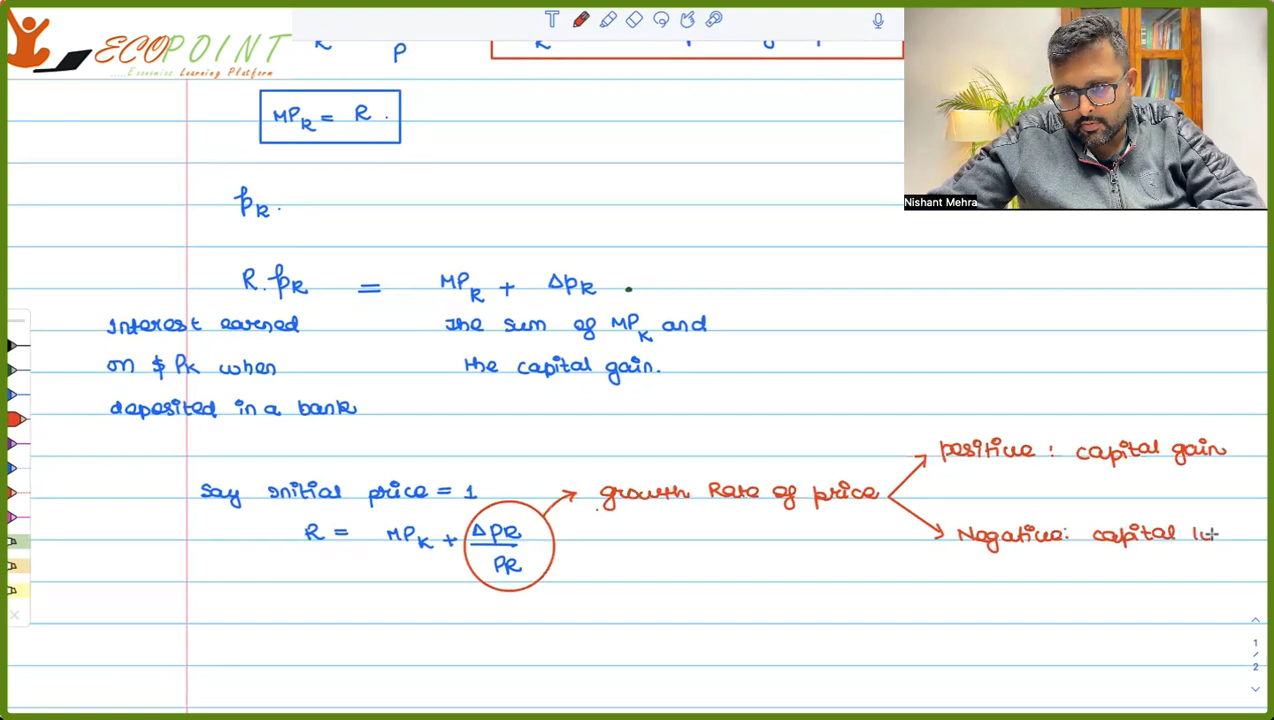 ECOPOINT
.....Economics Learning Platform
T
K P K P
MPK = R .
Nishant Mehra
PK .
R. PK = MPK + ΔPK .
Interest earned The sum of MPK and
on $ PK when the capital gain.
deposited in a bank
positive : capital gain
Say Initial price = 1 growth Rate of price
R = MPK + ΔPK / PK
Negative: capital
1
/
2